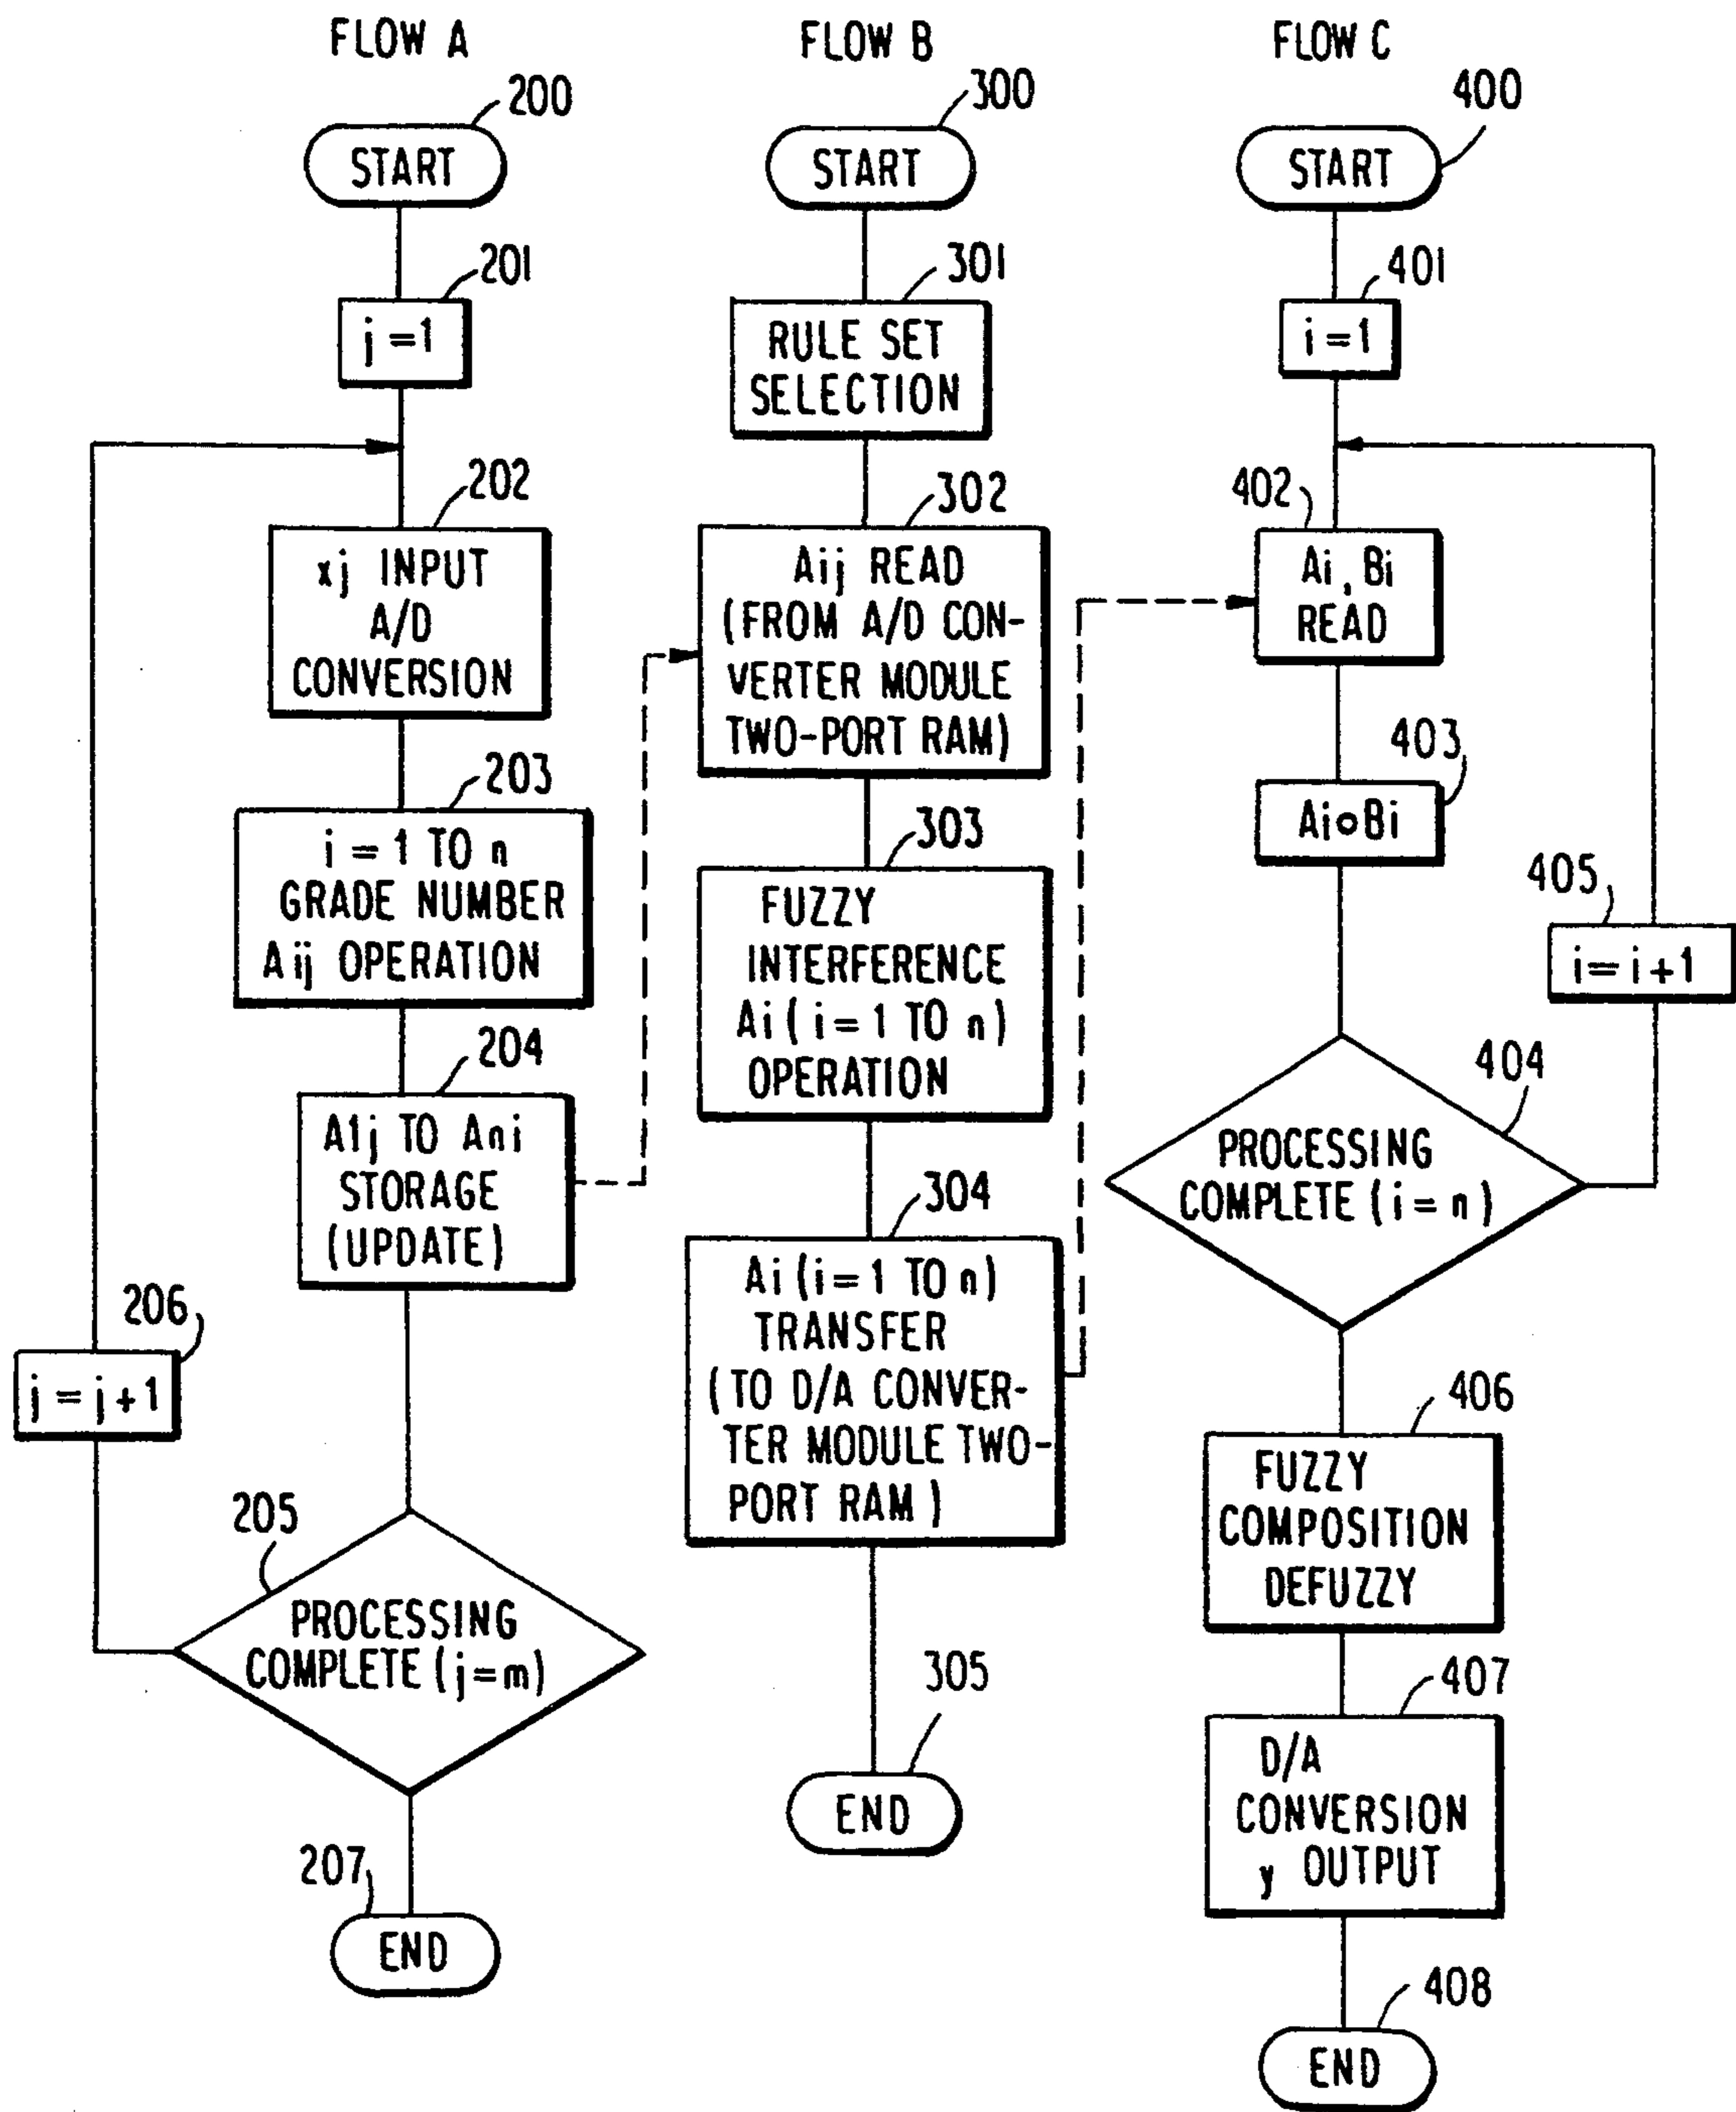 FLOW A
200
START
201
j = 1
202
xj INPUT
A/D
CONVERSION
203
i = 1 TO n
GRADE NUMBER
Aij OPERATION
204
A1j TO Ani
STORAGE
(UPDATE)
206
j = j + 1
205
PROCESSING
COMPLETE (j = m)
207
END
FLOW B
300
START
301
RULE SET
SELECTION
302
Aij READ
(FROM A/D CON-
VERTER MODULE
TWO-PORT RAM)
303
FUZZY
INTERFERENCE
Ai (i = 1 TO n)
OPERATION
304
Ai (i = 1 TO n)
TRANSFER
(TO D/A CONVER-
TER MODULE TWO-
PORT RAM)
305
END
FLOW C
400
START
401
i = 1
402
Ai, Bi
READ
403
Ai∘Bi
405
i = i + 1
404
PROCESSING
COMPLETE (i = n)
406
FUZZY
COMPOSITION
DEFUZZY
407
D/A
CONVERSION
y OUTPUT
408
END